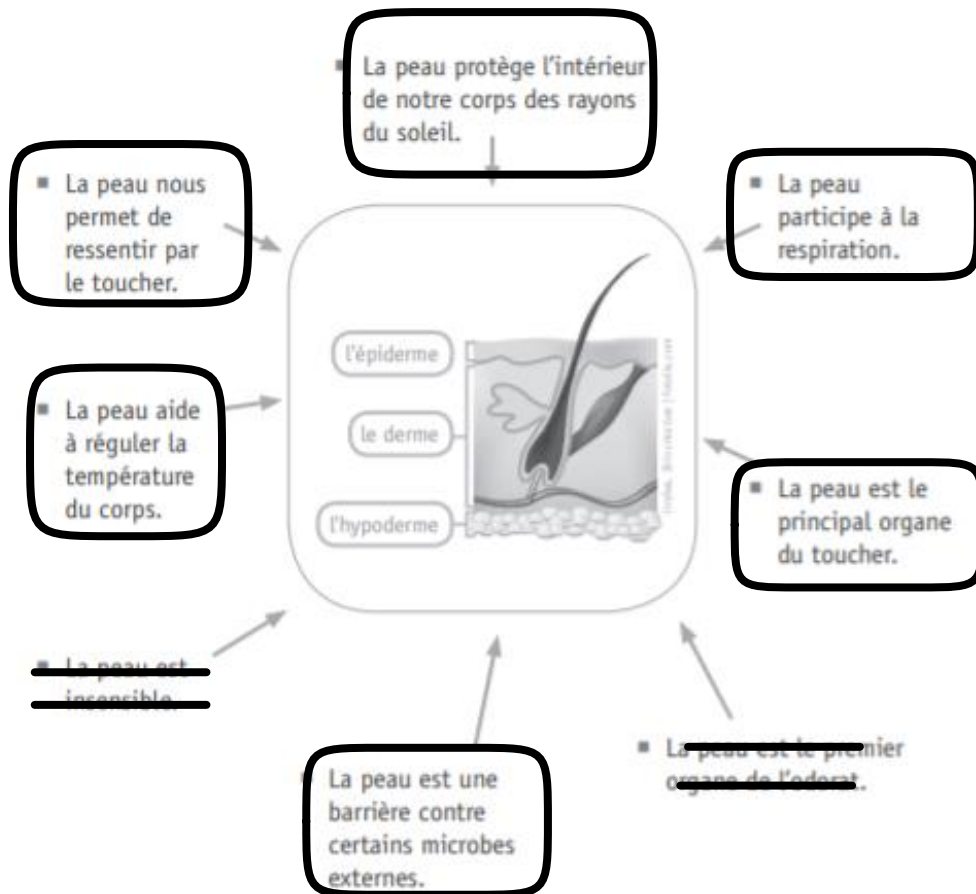 ▪ La peau protège l'intérieur
de notre corps des rayons
du soleil.
▪ La peau nous
permet de
ressentir par
le toucher.
▪ La peau
participe à la
respiration.
l'épiderme
le derme
l'hypoderme
▪ La peau aide
à réguler la
température
du corps.
▪ La peau est le
principal organe
du toucher.
▪ La peau est
insensible.
▪ La peau est une
barrière contre
certains microbes
externes.
▪ La peau est le premier
organe de l'odorat.